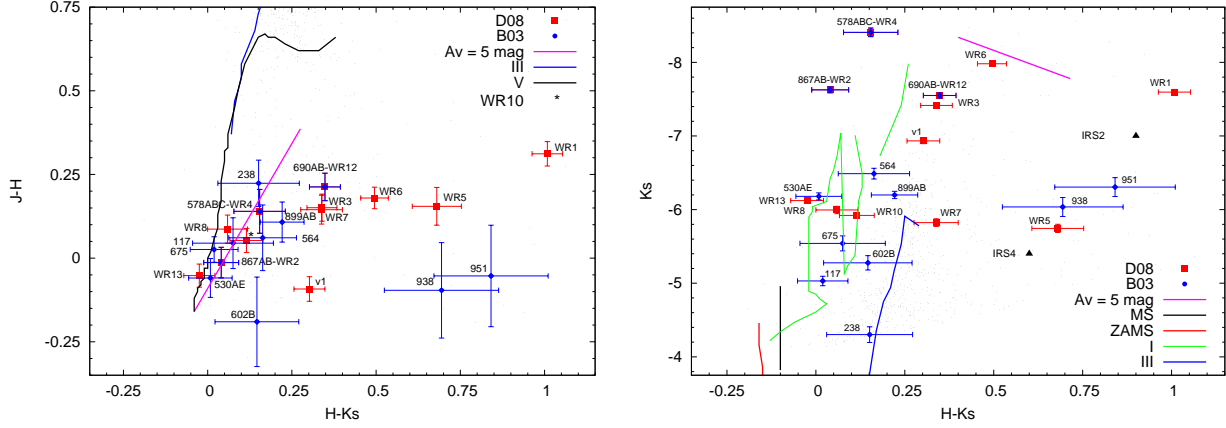 0.75
0.5
0.25
0
-0.25
J-H
-0.25
0
0.25
0.5
0.75
1
H-Ks
D08
B03
Av = 5 mag
III
V
WR10
*
WR1
238
690AB-WR12
578ABC-WR4
WR3
WR6
WR5
899AB
WR7
WR8
*
117
564
675
867AB-WR2
WR13
530AE
v1
951
938
602B
-8
-7
-6
-5
-4
Ks
-0.25
0
0.25
0.5
0.75
1
H-Ks
578ABC-WR4
WR6
867AB-WR2
690AB-WR12
WR1
WR3
v1
IRS2
564
530AE
899AB
951
WR13
WR10
938
WR8
WR7
WR5
675
IRS4
602B
117
238
D08
B03
Av = 5 mag
MS
ZAMS
I
III